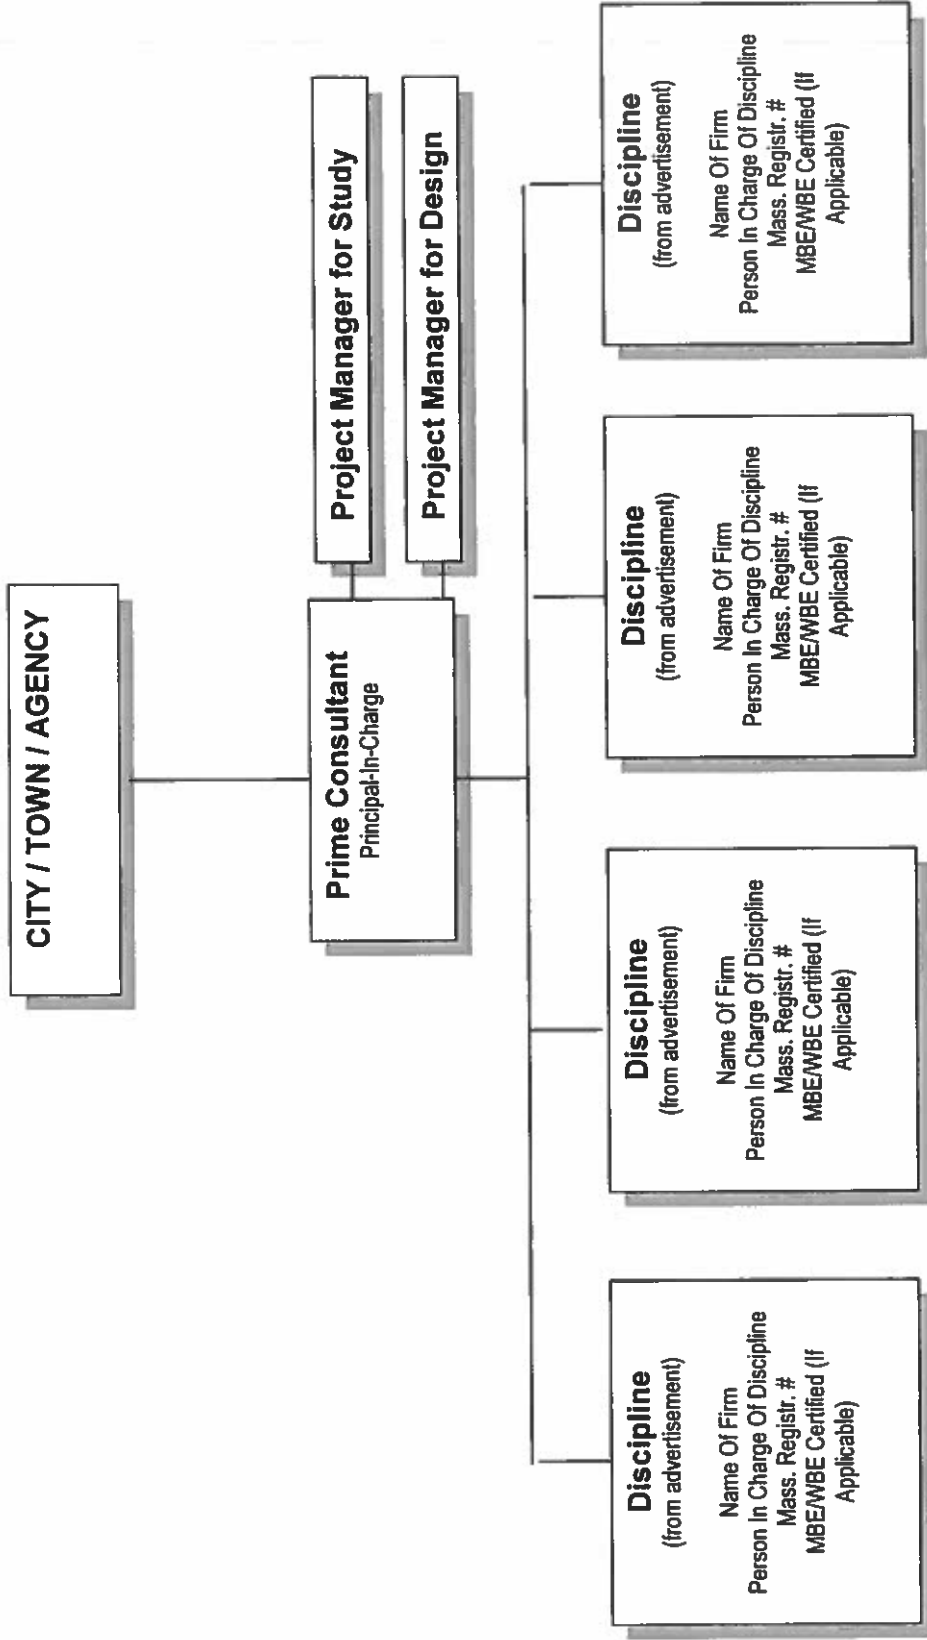 CITY / TOWN / AGENCY
Prime Consultant
Principal-In-Charge
Project Manager for Study
Project Manager for Design
Discipline
(from advertisement)
Name Of Firm
Person In Charge Of Discipline
Mass. Registr. #
MBE/WBE Certified (If
Applicable)
Discipline
(from advertisement)
Name Of Firm
Person In Charge Of Discipline
Mass. Registr. #
MBE/WBE Certified (If
Applicable)
Discipline
(from advertisement)
Name Of Firm
Person In Charge Of Discipline
Mass. Registr. #
MBE/WBE Certified (If
Applicable)
Discipline
(from advertisement)
Name Of Firm
Person In Charge Of Discipline
Mass. Registr. #
MBE/WBE Certified (If
Applicable)